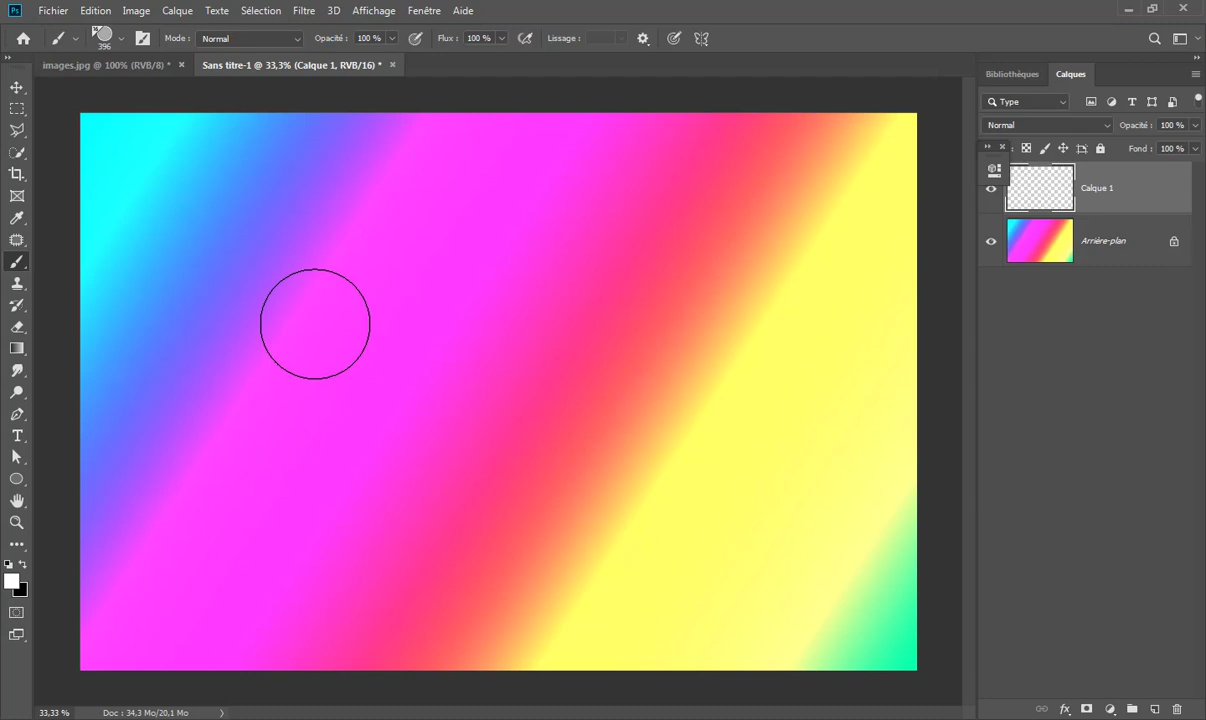 Ps Fichier Edition Image Calque Texte Sélection Filtre 3D Affichage Fenêtre Aide
396 Mode : Normal Opacité : 100 % Flux : 100 % Lissage :
images.jpg @ 100% (RVB/8) * × Sans titre-1 @ 33,3% (Calque 1, RVB/16) * ×
Bibliothèques Calques
Type
Normal Opacité : 100 %
Fond : 100 %
Calque 1
Arrière-plan
33,33 % Doc : 34,3 Mo/20,1 Mo